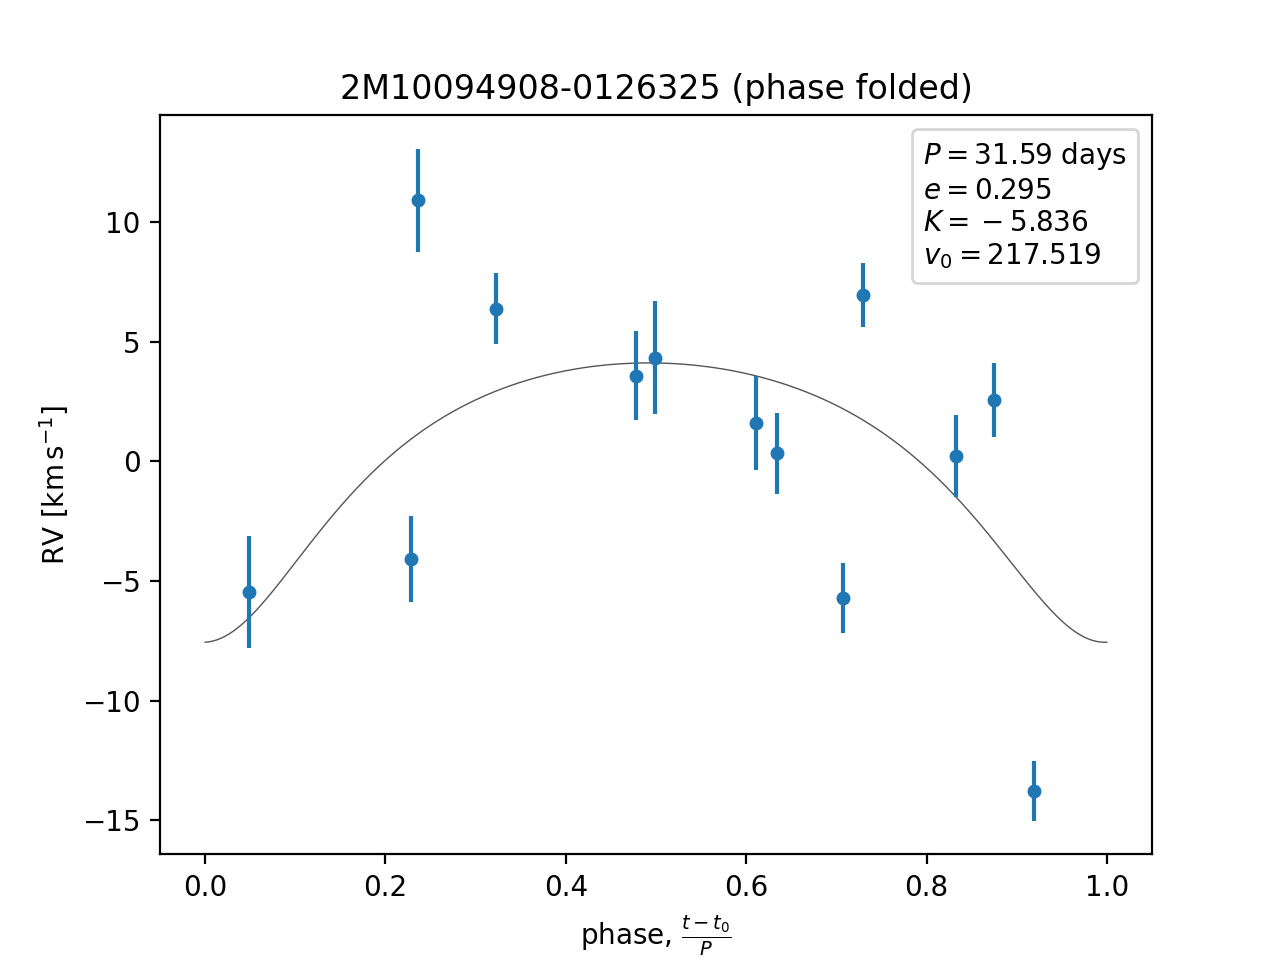 2M10094908-0126325 (phase folded)
P = 31.59 days
e = 0.295
K = −5.836
v₀ = 217.519
RV [km s⁻¹]
10
5
0
−5
−10
−15
0.0 0.2 0.4 0.6 0.8 1.0
phase, (t − t₀)/P